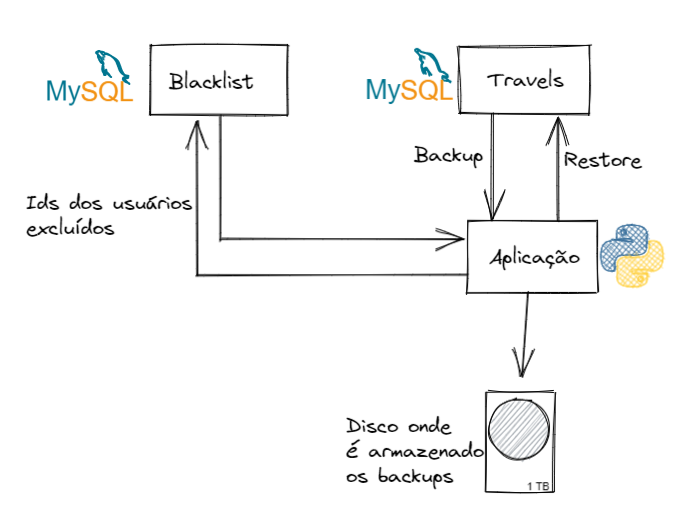 MySQL
Blacklist
MySQL
Travels
Backup
Restore
Ids dos usuários
excluídos
Aplicação
Disco onde
é armazenado
os backups
1 TB